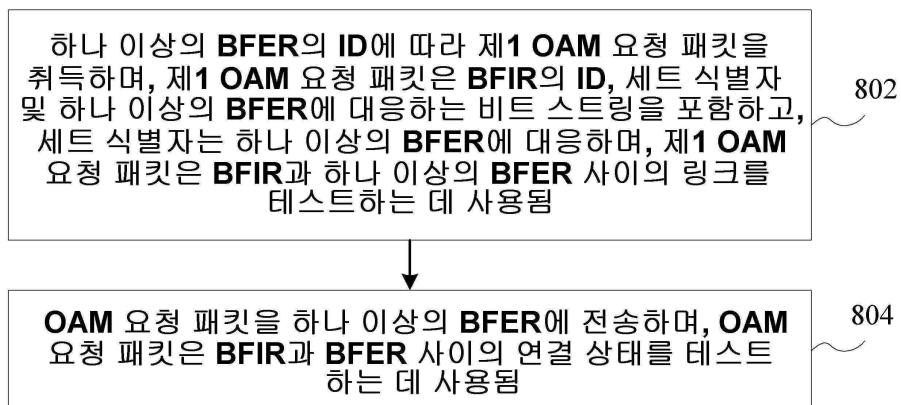 하나 이상의 BFER의 ID에 따라 제1 OAM 요청 패킷을
취득하며, 제1 OAM 요청 패킷은 BFIR의 ID, 세트 식별자
및 하나 이상의 BFER에 대응하는 비트 스트링을 포함하고,
세트 식별자는 하나 이상의 BFER에 대응하며, 제1 OAM
요청 패킷은 BFIR과 하나 이상의 BFER 사이의 링크를
테스트하는 데 사용됨
802
OAM 요청 패킷을 하나 이상의 BFER에 전송하며, OAM
요청 패킷은 BFIR과 BFER 사이의 연결 상태를 테스트
하는 데 사용됨
804